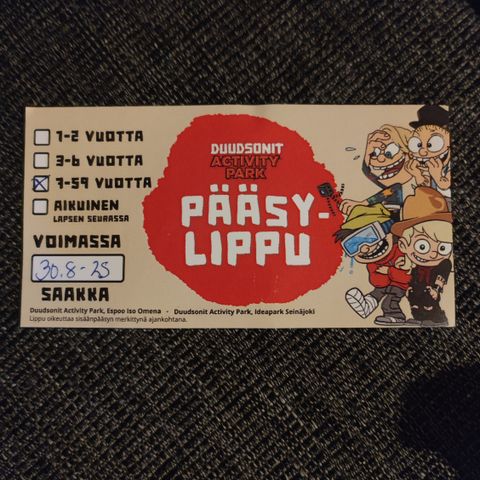 1-2 VUOTTA
3-6 VUOTTA
7-59 VUOTTA
AIKUINEN
LAPSEN SEURASSA
VOIMASSA
30.8-25
SAAKKA
DUUDSONIT
ACTIVITY
PARK
PÄÄSY-
LIPPU
Duudsonit Activity Park, Espoo Iso Omena - Duudsonit Activity Park, Ideapark Seinäjoki
Lippu oikeuttaa sisäänpääsyn merkittynä ajankohtana.